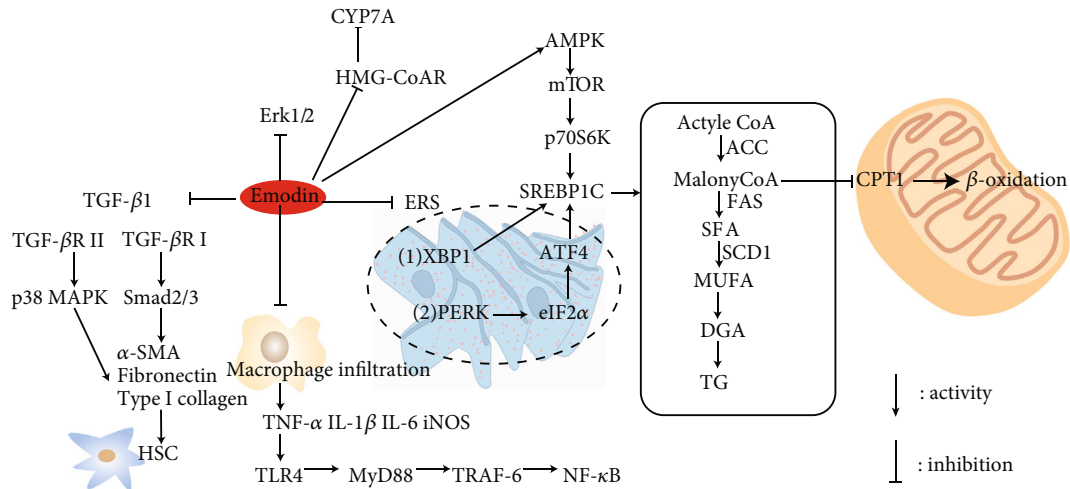 CYP7A
HMG-CoAR
Erk1/2
Emodin
TGF-β1
TGF-βR II
TGF-βR I
p38 MAPK
Smad2/3
α-SMA
Fibronectin
Type I collagen
HSC
Macrophage infiltration
TNF-α IL-1β IL-6 iNOS
TLR4
MyD88
TRAF-6
NF-κB
ERS
(1)XBP1
(2)PERK
eIF2α
ATF4
AMPK
mTOR
p70S6K
SREBP1C
Actyle CoA
ACC
MalonyCoA
FAS
SFA
SCD1
MUFA
DGA
TG
CPT1
β-oxidation
: activity
: inhibition